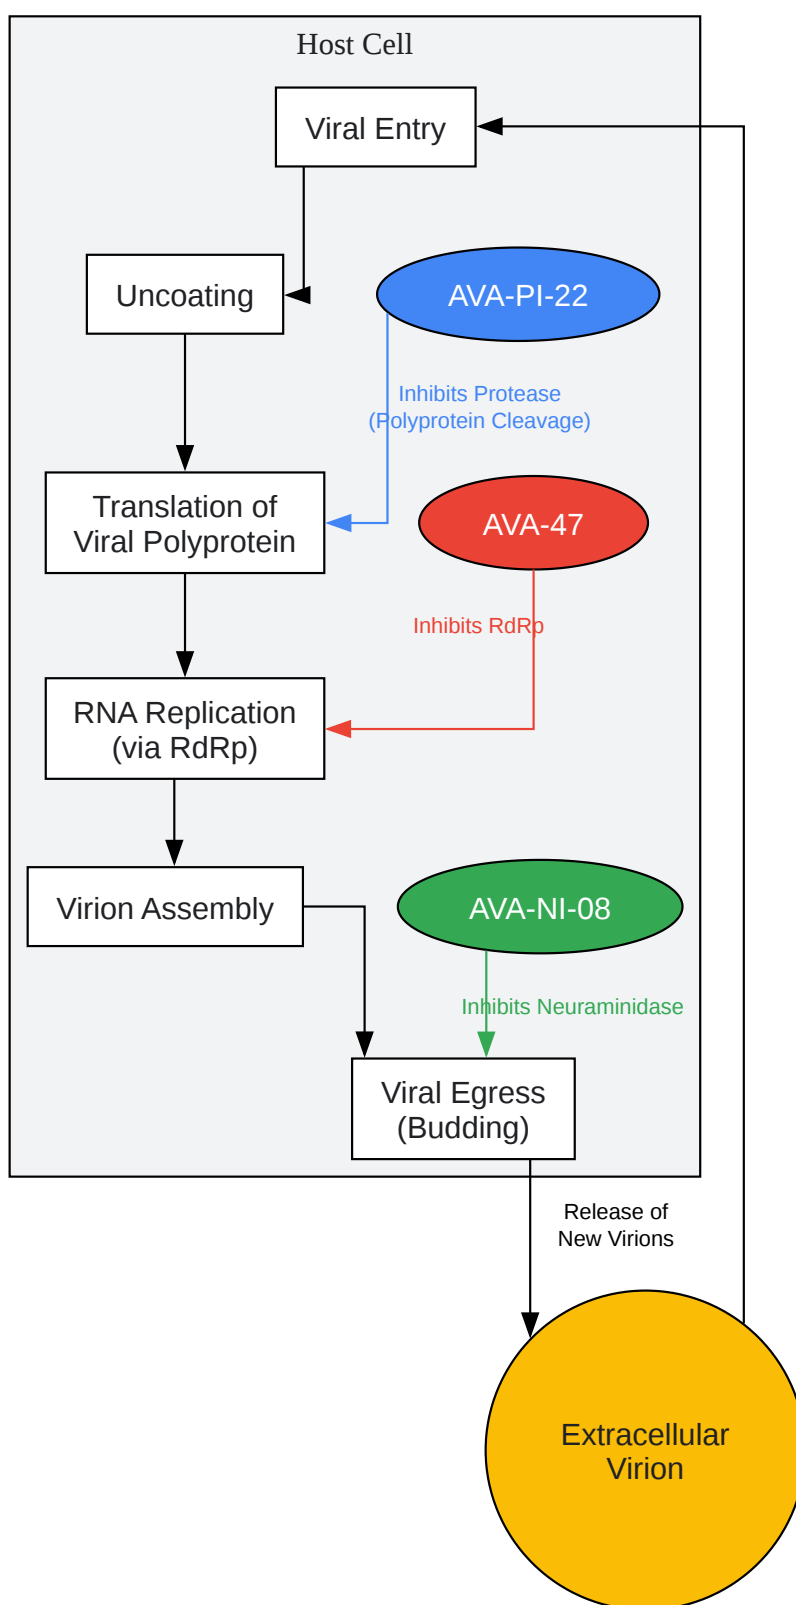 Host Cell
Viral Entry
Uncoating
AVA-PI-22
Inhibits Protease
(Polyprotein Cleavage)
Translation of
Viral Polyprotein
AVA-47
Inhibits RdRp
RNA Replication
(via RdRp)
Virion Assembly
AVA-NI-08
Inhibits Neuraminidase
Viral Egress
(Budding)
Release of
New Virions
Extracellular
Virion